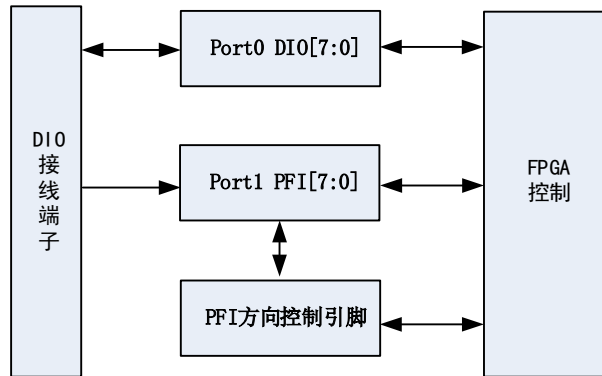 DIO
接
线
端
子
Port0 DIO[7:0]
Port1 PFI[7:0]
PFI方向控制引脚
FPGA
控制